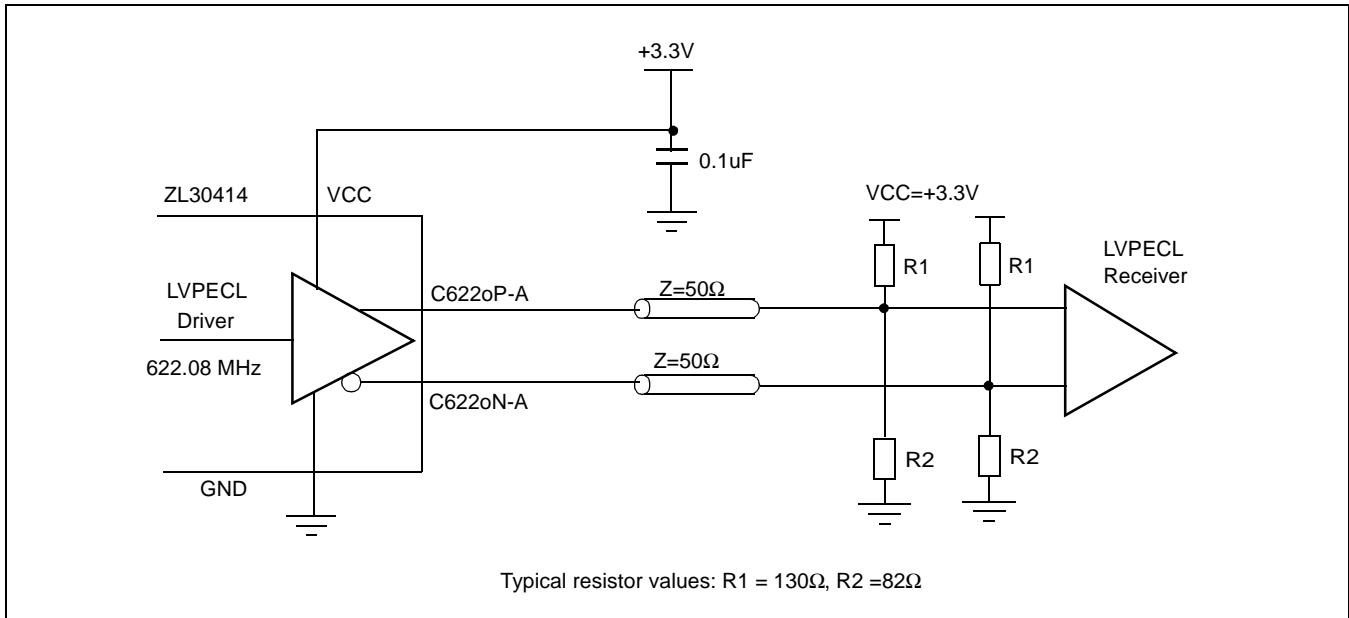 +3.3V
0.1uF
ZL30414
VCC
VCC=+3.3V
R1
R1
LVPECL
Receiver
LVPECL
Driver
C622oP-A
Z=50Ω
622.08 MHz
Z=50Ω
C622oN-A
R2
R2
GND
Typical resistor values: R1 = 130Ω, R2 =82Ω